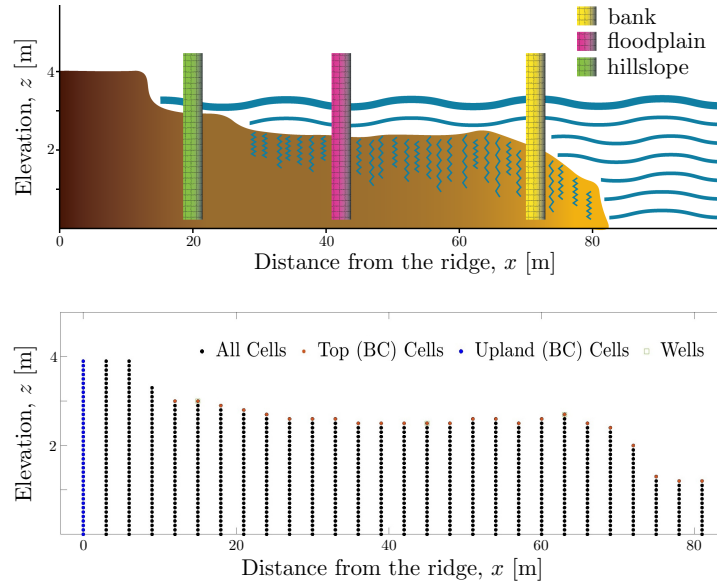 bank
floodplain
hillslope
Elevation, z [m]
4
2
0
20
40
60
80
Distance from the ridge, x [m]
All Cells
Top (BC) Cells
Upland (BC) Cells
Wells
Elevation, z [m]
4
2
0
0
20
40
60
80
Distance from the ridge, x [m]